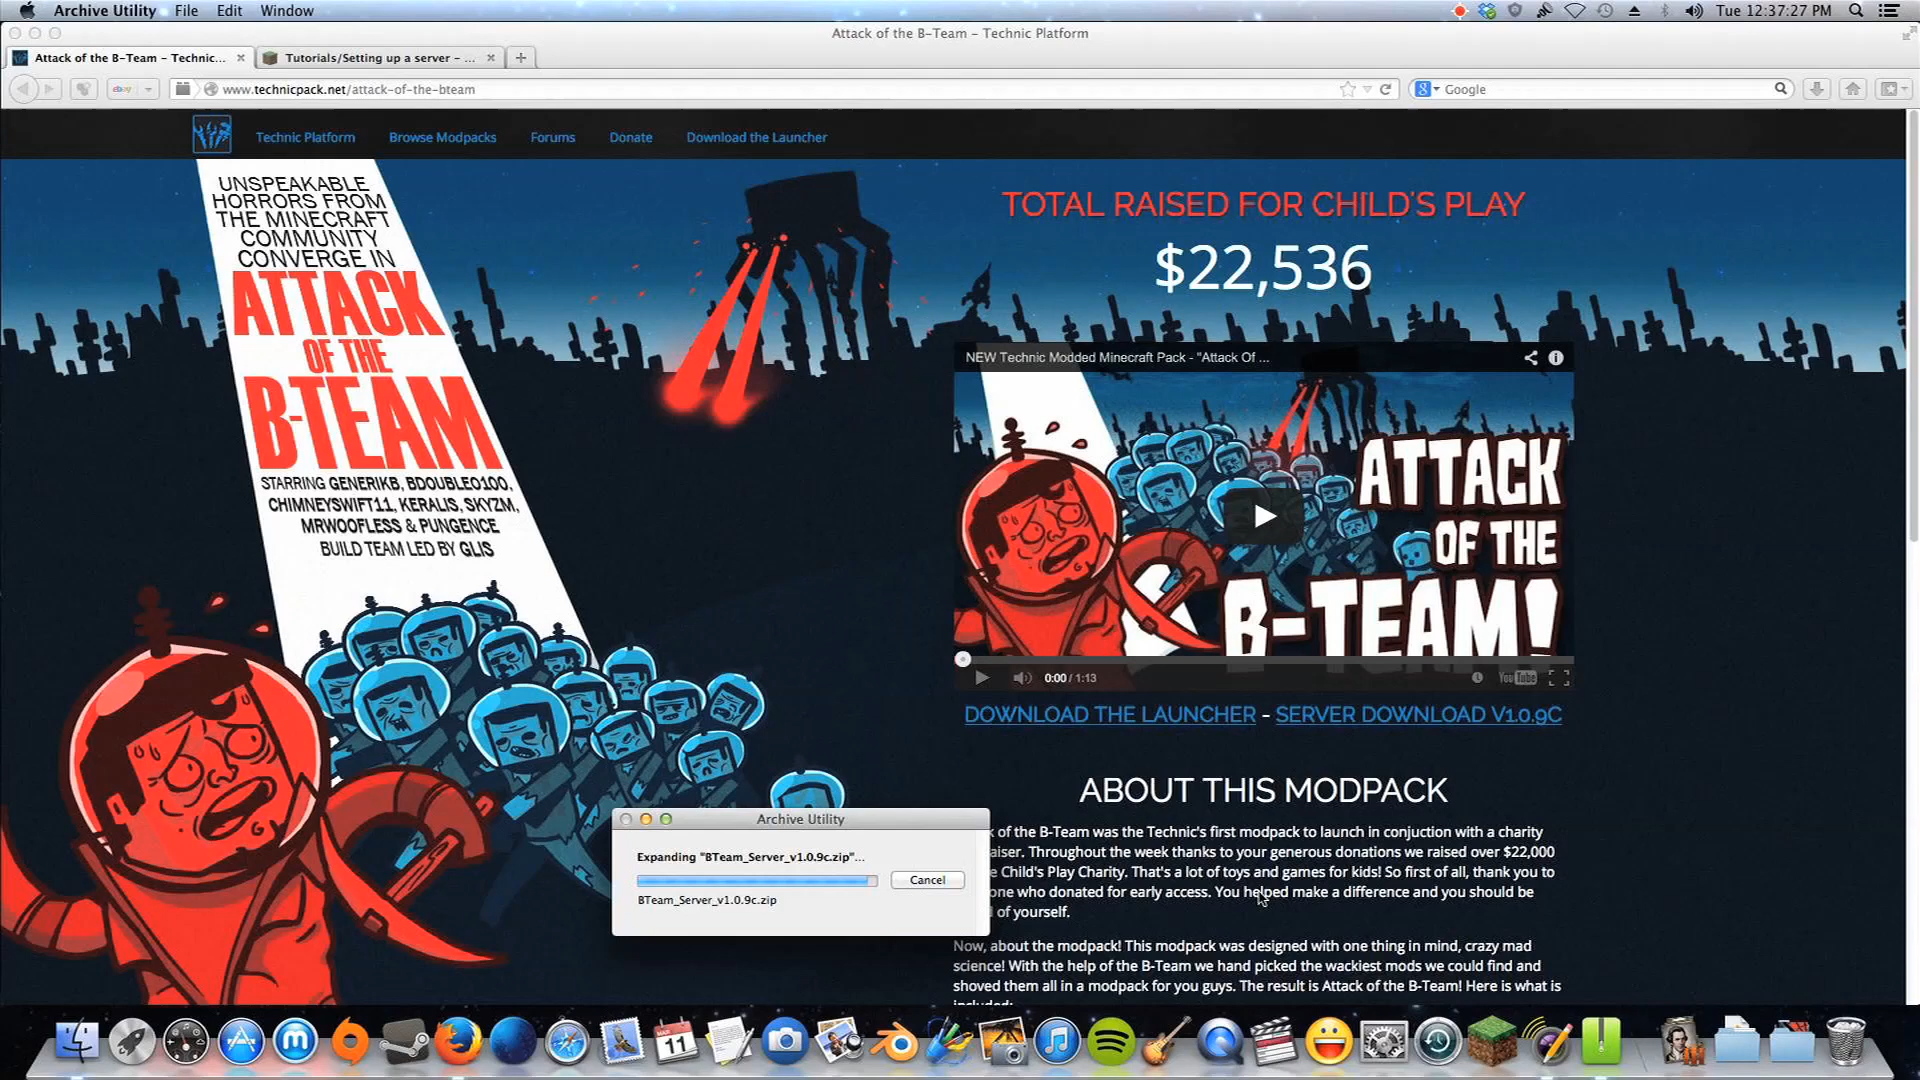 Archive Utility File Edit Window
Tue 12:37:27 PM
Attack of the B-Team – Technic Platform
Attack of the B-Team – Technic...
Tutorials/Setting up a server – ...
ebay
www.technicpack.net/attack-of-the-bteam
Google
Technic Platform Browse Modpacks Forums Donate Download the Launcher
UNSPEAKABLE
HORRORS FROM
THE MINECRAFT
COMMUNITY
CONVERGE IN
ATTACK
OF THE
B-TEAM
STARRING GENERIKB, BDOUBLEO100,
CHIMNEYSWIFT11, KERALIS, SKYZM,
MRWOOFLESS & PUNGENCE
BUILD TEAM LED BY GLIS
TOTAL RAISED FOR CHILD'S PLAY
$22,536
NEW Technic Modded Minecraft Pack - "Attack Of ...
ATTACK
OF THE
B-TEAM!
0:00 / 1:13
YouTube
DOWNLOAD THE LAUNCHER - SERVER DOWNLOAD V1.0.9C
ABOUT THIS MODPACK
k of the B-Team was the Technic's first modpack to launch in conjuction with a charity
raiser. Throughout the week thanks to your generous donations we raised over $22,000
e Child's Play Charity. That's a lot of toys and games for kids! So first of all, thank you to
one who donated for early access. You helped make a difference and you should be
l of yourself.
Now, about the modpack! This modpack was designed with one thing in mind, crazy mad
science! With the help of the B-Team we hand picked the wackiest mods we could find and
shoved them all in a modpack for you guys. The result is Attack of the B-Team! Here is what is
included:
Archive Utility
Expanding "BTeam_Server_v1.0.9c.zip"...
Cancel
BTeam_Server_v1.0.9c.zip
MAR
11